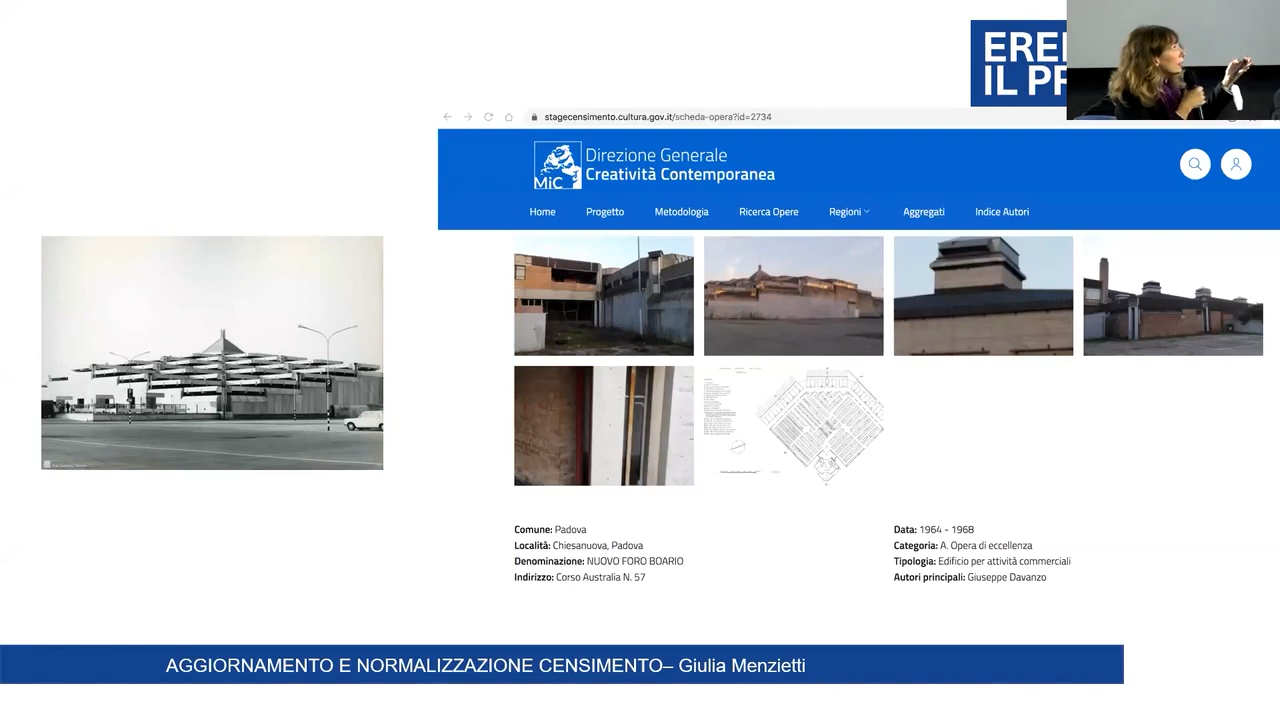 ERE
IL PR
stagecensimento.cultura.gov.it/scheda-opera?id=2734
MiC
Direzione Generale
Creatività Contemporanea
Home Progetto Metodologia Ricerca Opere Regioni Aggregati Indice Autori
Comune: Padova
Località: Chiesanuova, Padova
Denominazione: NUOVO FORO BOARIO
Indirizzo: Corso Australia N. 57
Data: 1964 - 1968
Categoria: A. Opera di eccellenza
Tipologia: Edificio per attività commerciali
Autori principali: Giuseppe Davanzo
AGGIORNAMENTO E NORMALIZZAZIONE CENSIMENTO– Giulia Menzietti